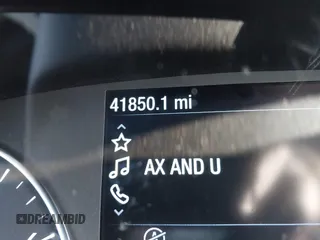 41850.1 mi
AX AND U
DREAMBID